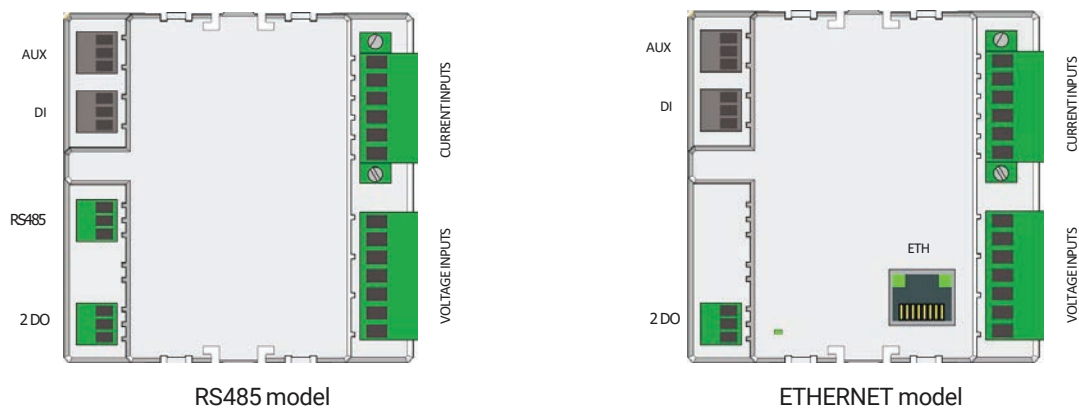 AUX
DI
RS485
2 DO
CURRENT INPUTS
VOLTAGE INPUTS
RS485 model
AUX
DI
2 DO
ETH
CURRENT INPUTS
VOLTAGE INPUTS
ETHERNET model